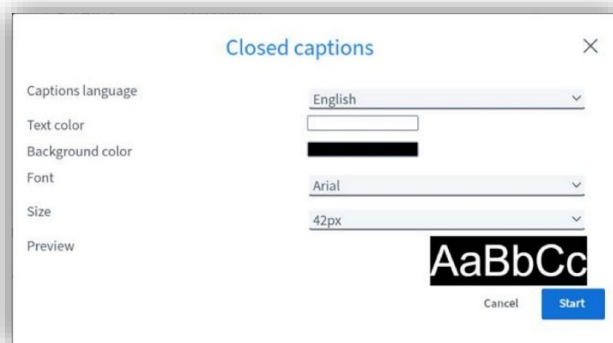 Closed captions
Captions language
English
Text color
Background color
Font
Arial
Size
42px
Preview
AaBbCc
Cancel
Start